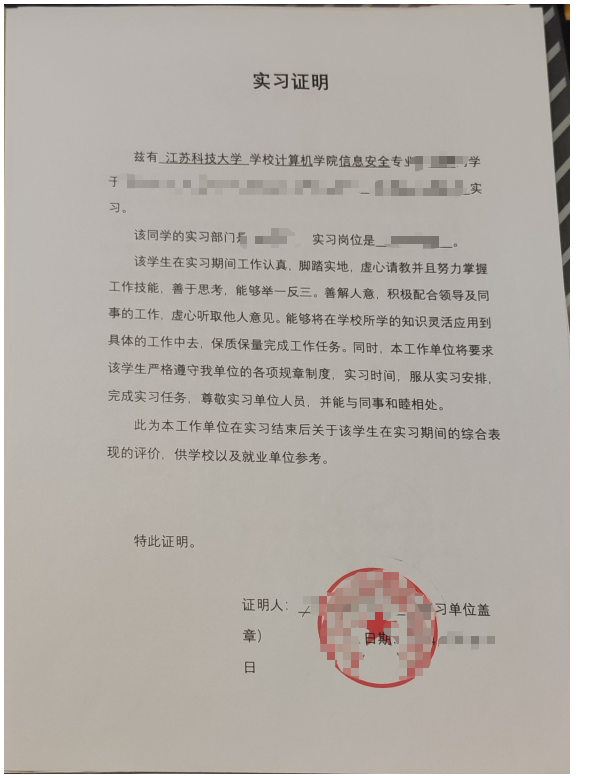 实习证明
兹有 江苏科技大学 学校计算机学院信息安全专业 学
于 实
习。
该同学的实习部门是 实习岗位是 。
该学生在实习期间工作认真，脚踏实地，虚心请教并且努力掌握
工作技能，善于思考，能够举一反三。善解人意，积极配合领导及同
事的工作，虚心听取他人意见。能够将在学校所学的知识灵活应用到
具体的工作中去，保质保量完成工作任务。同时，本工作单位将要求
该学生严格遵守我单位的各项规章制度，实习时间，服从实习安排，
完成实习任务，尊敬实习单位人员，并能与同事和睦相处。
此为本工作单位在实习结束后关于该学生在实习期间的综合表
现的评价，供学校以及就业单位参考。
特此证明。
证明人： 习单位盖
章） 日期：
日